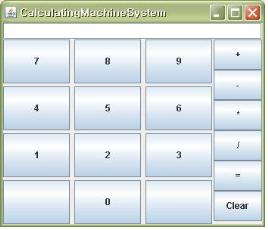 CalculatingMachineSystem
7 8 9 +
-
4 5 6 *
1 2 3 /
=
0 Clear